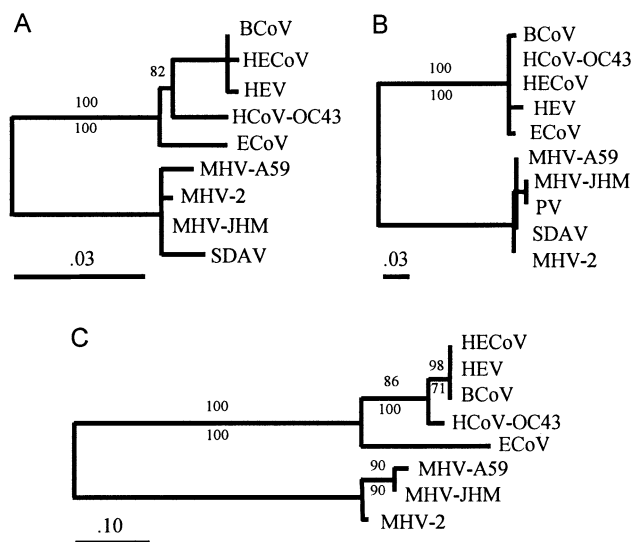 A
BCoV
82
HECoV
HEV
100
HCoV-OC43
100
ECoV
MHV-A59
MHV-2
MHV-JHM
SDAV
.03
B
BCoV
HCoV-OC43
100
HECoV
100
HEV
ECoV
MHV-A59
MHV-JHM
PV
SDAV
.03
MHV-2
C
HECoV
98
HEV
86
71
BCoV
100
100
HCoV-OC43
100
ECoV
90
MHV-A59
90
MHV-JHM
.10
MHV-2